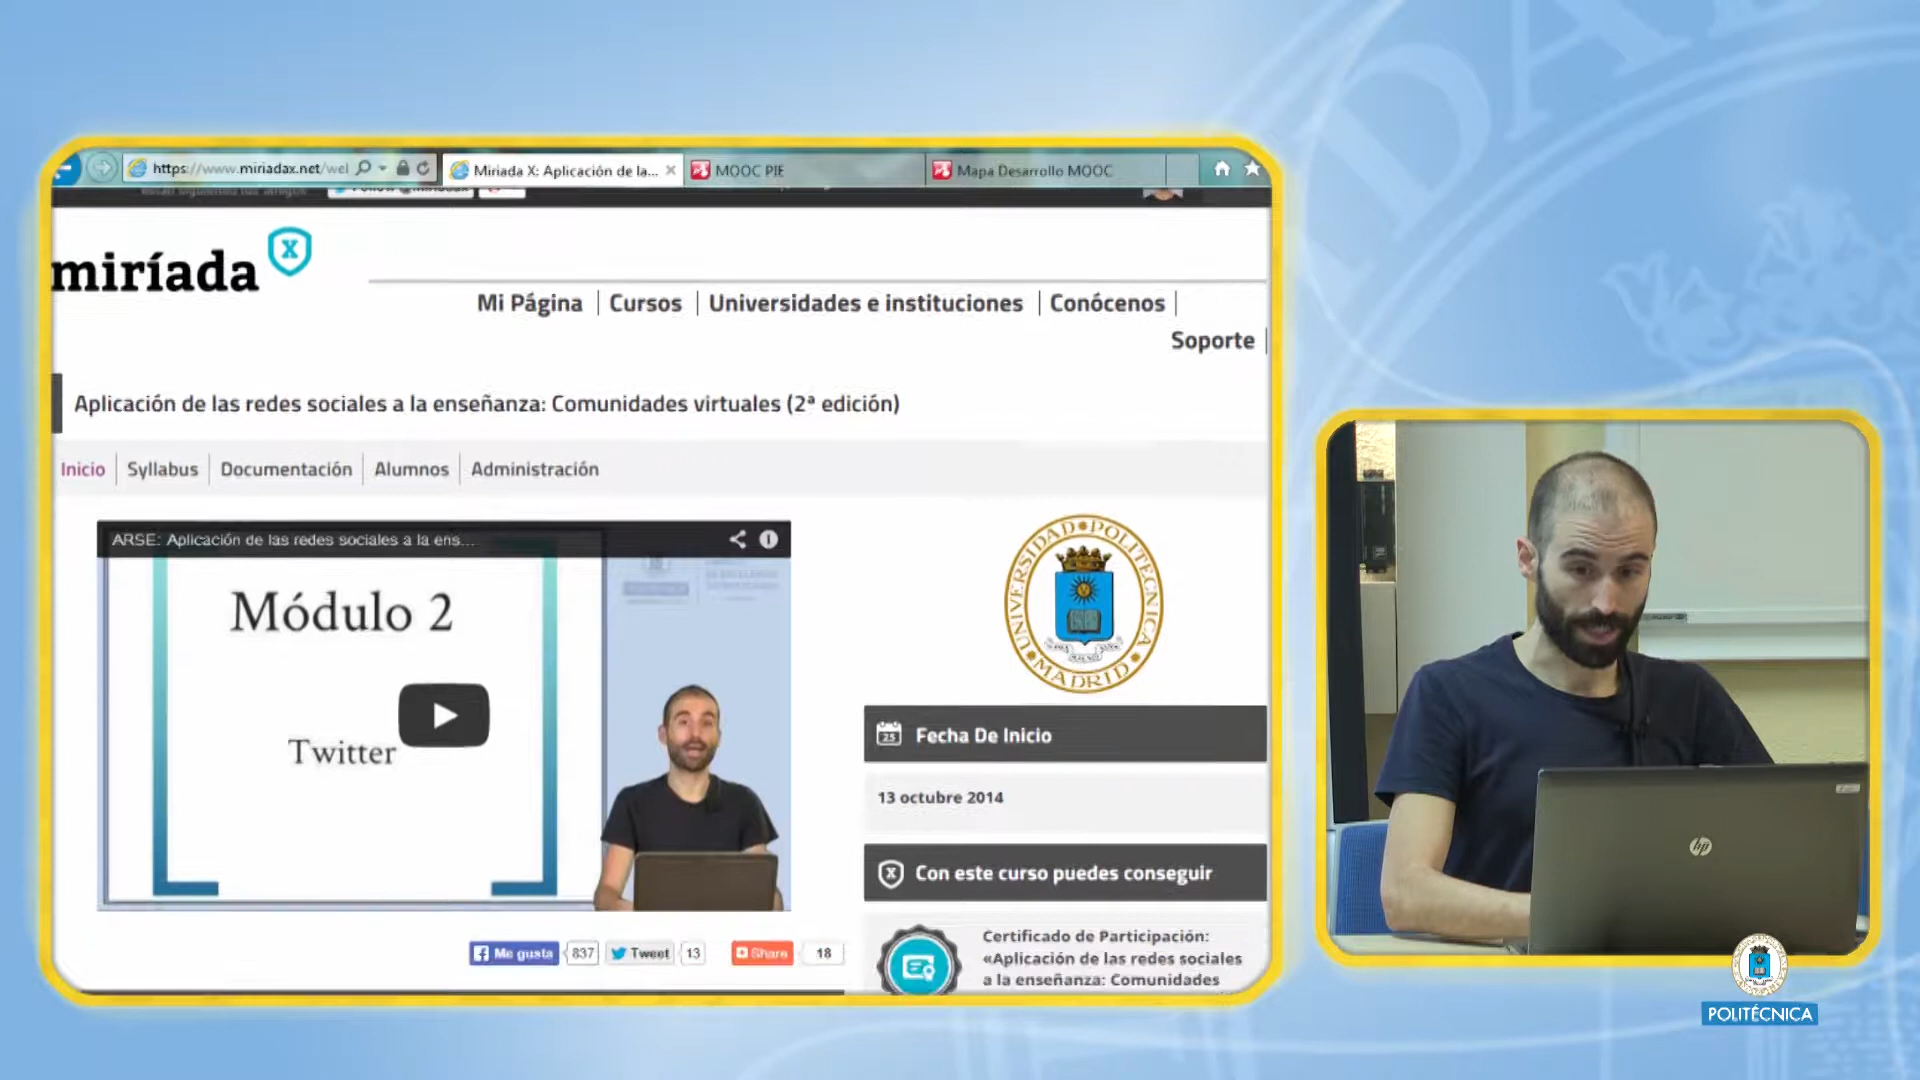 https://www.miriadax.net/wel
Miriada X: Aplicación de la...
MOOC PIE
Mapa Desarrollo MOOC
miríada X
Mi Página
Cursos
Universidades e instituciones
Conócenos
Soporte
Aplicación de las redes sociales a la enseñanza: Comunidades virtuales (2ª edición)
Inicio
Syllabus
Documentación
Alumnos
Administración
ARSE: Aplicación de las redes sociales a la ens...
Módulo 2
Twitter
UNIVERSIDAD POLITECNICA
MADRID
25
Fecha De Inicio
13 octubre 2014
X
Con este curso puedes conseguir
Certificado de Participación:
«Aplicación de las redes sociales
a la enseñanza: Comunidades
Me gusta
837
Tweet
13
Share
18
hp
POLITÉCNICA